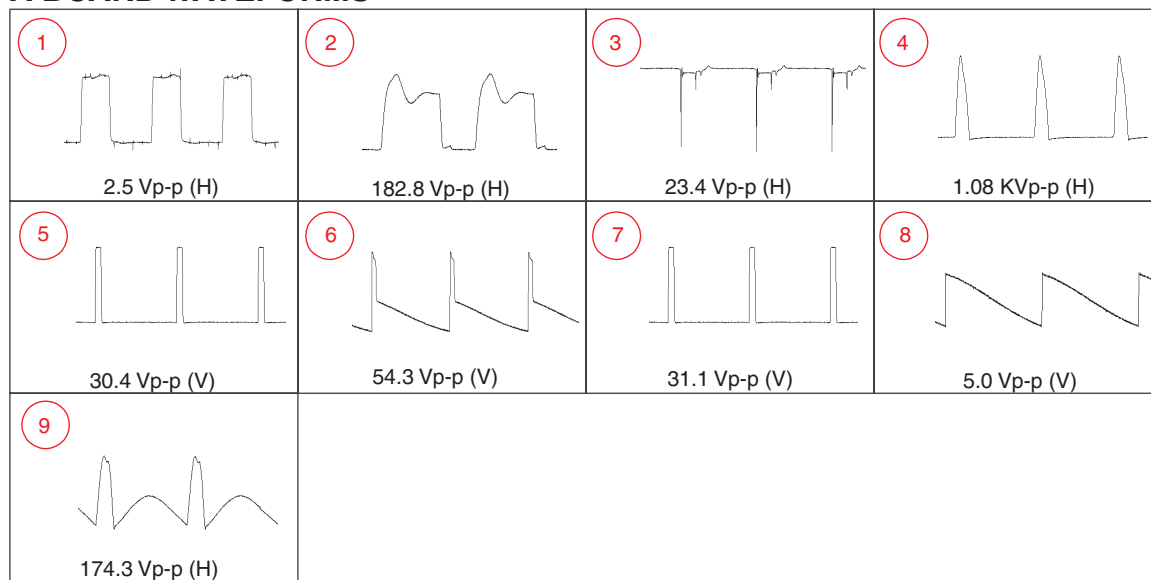 1 2 3 4
2.5 Vp-p (H) 182.8 Vp-p (H) 23.4 Vp-p (H) 1.08 KVp-p (H)
5 6 7 8
30.4 Vp-p (V) 54.3 Vp-p (V) 31.1 Vp-p (V) 5.0 Vp-p (V)
9
174.3 Vp-p (H)